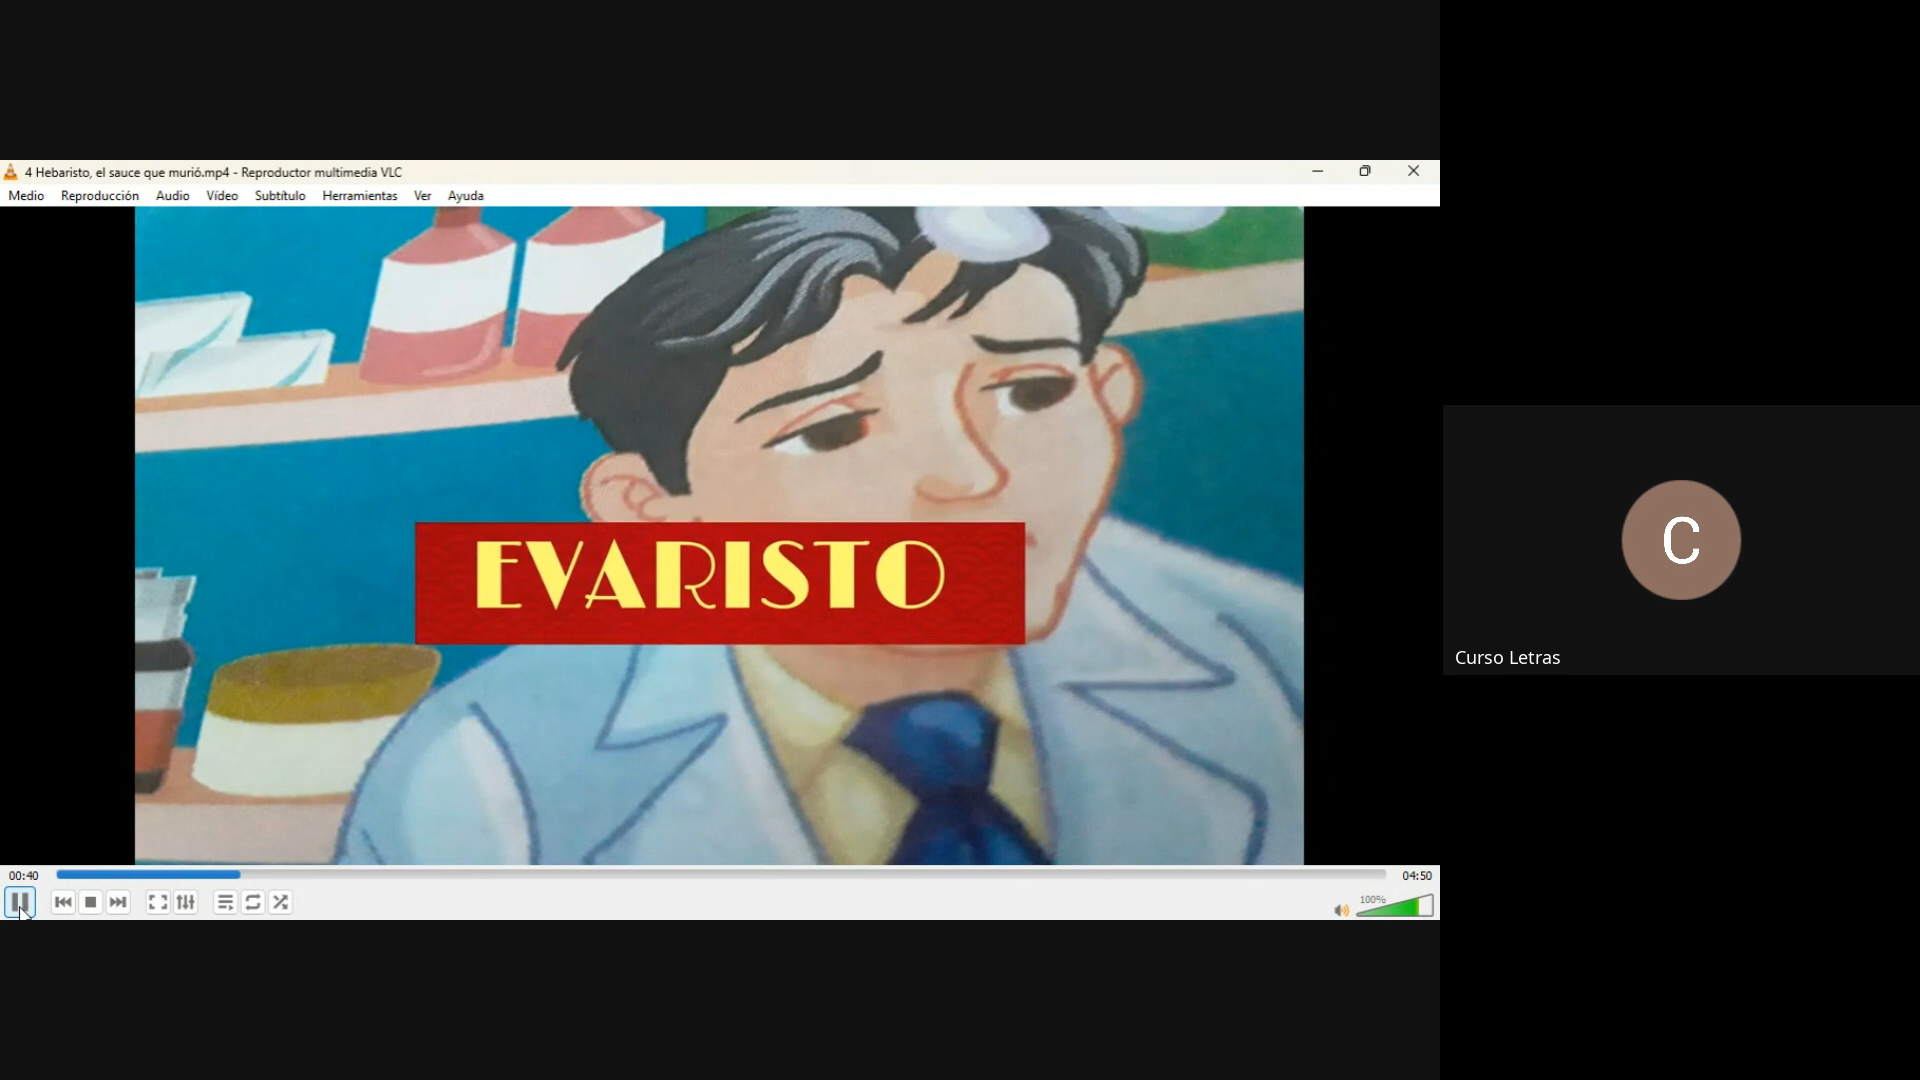 4 Hebaristo, el sauce que murió.mp4 - Reproductor multimedia VLC
Medio Reproducción Audio Vídeo Subtítulo Herramientas Ver Ayuda
EVARISTO
00:40
04:50
100%
C
Curso Letras